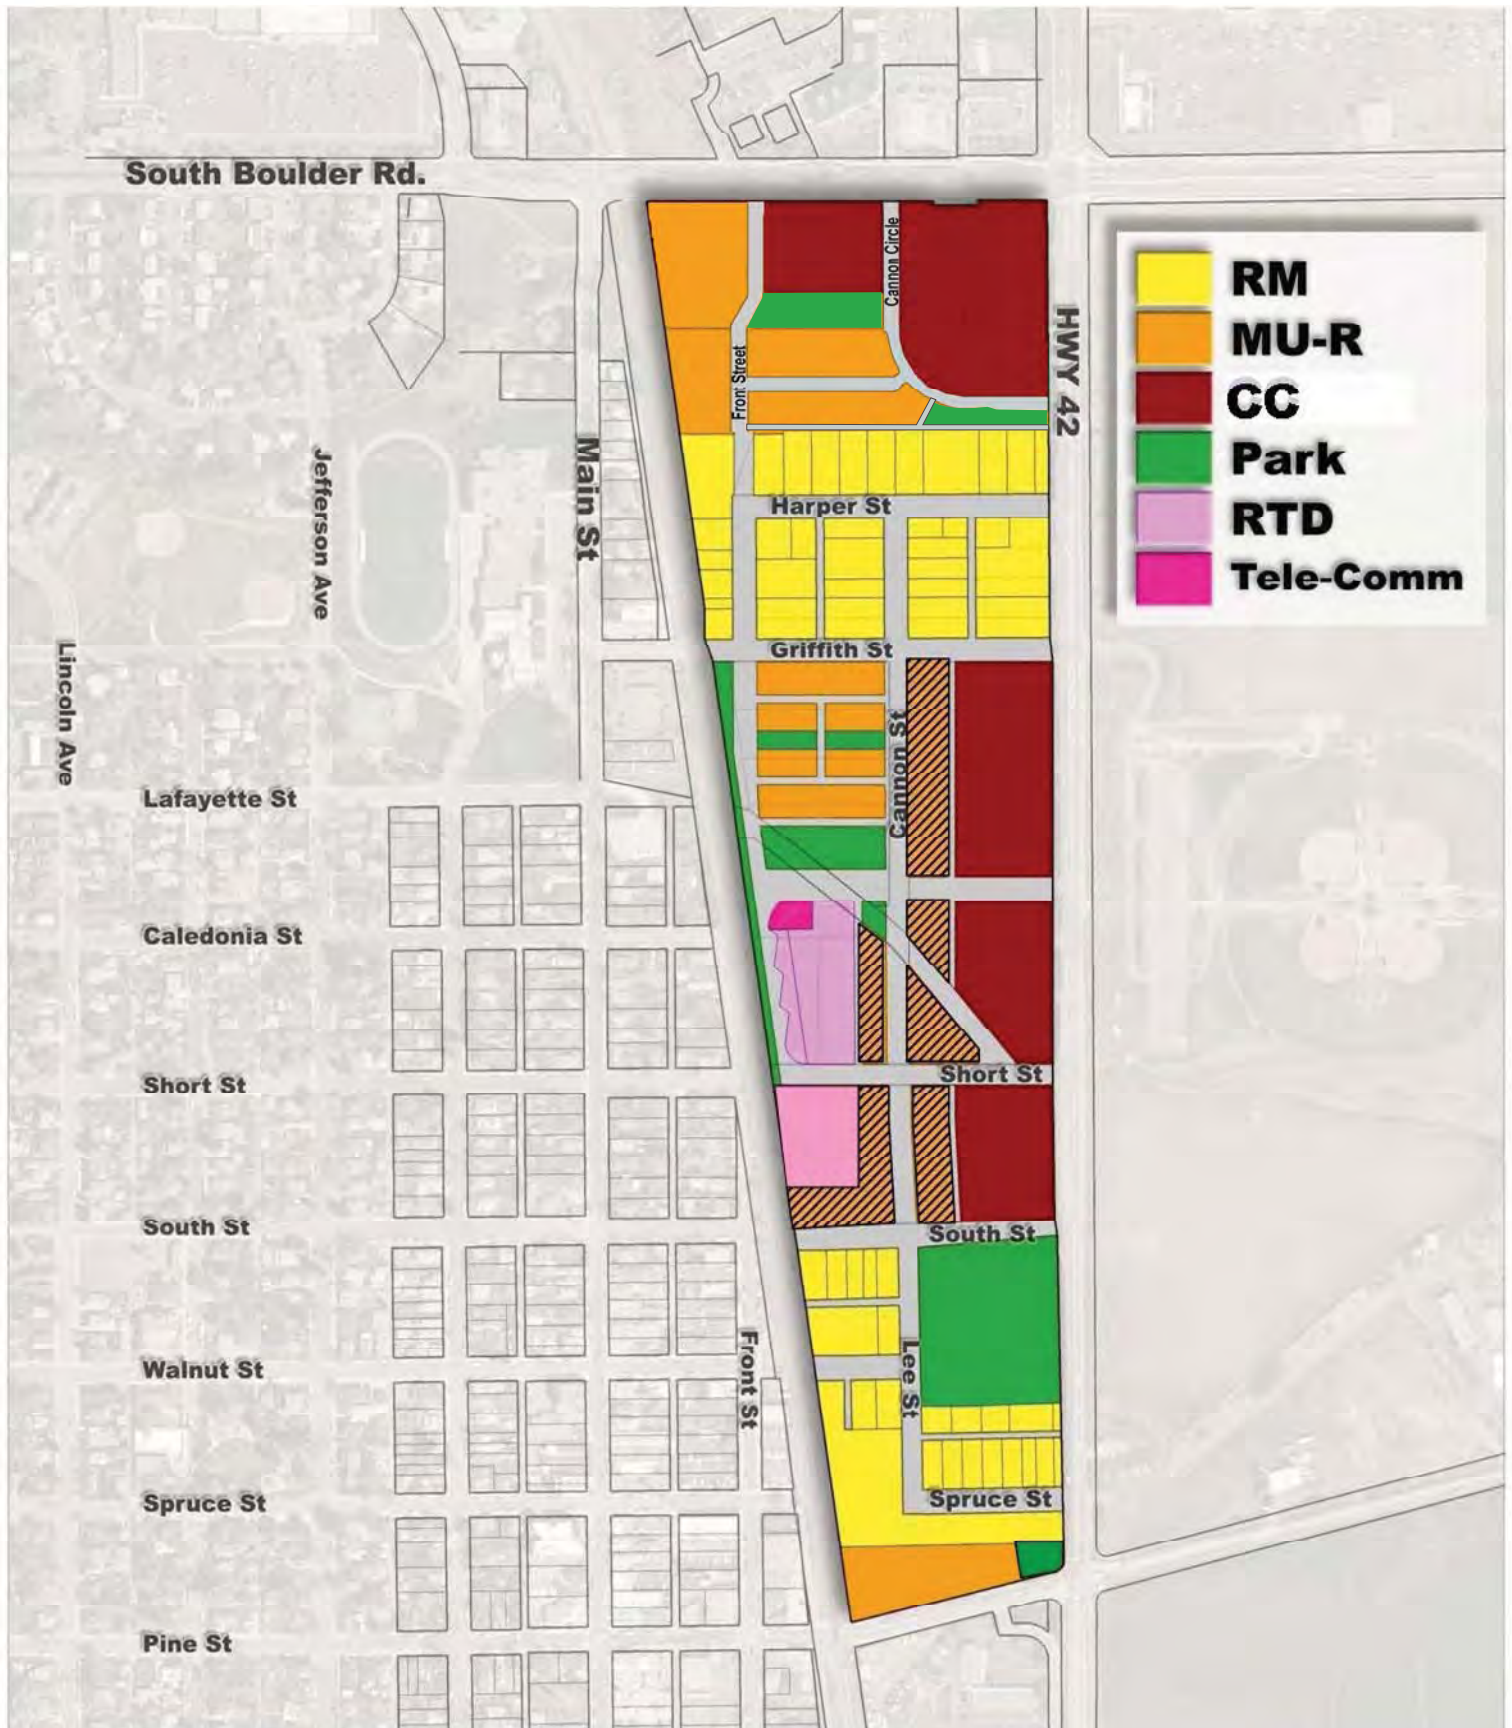 South Boulder Rd.
Cannon Circle
Front Street
HWY 42
RM
MU-R
CC
Park
RTD
Tele-Comm
Main St
Jefferson Ave
Lincoln Ave
Harper St
Griffith St
Cannon St
Lafayette St
Caledonia St
Short St
Short St
South St
South St
Walnut St
Front St
Lee St
Spruce St
Spruce St
Pine St